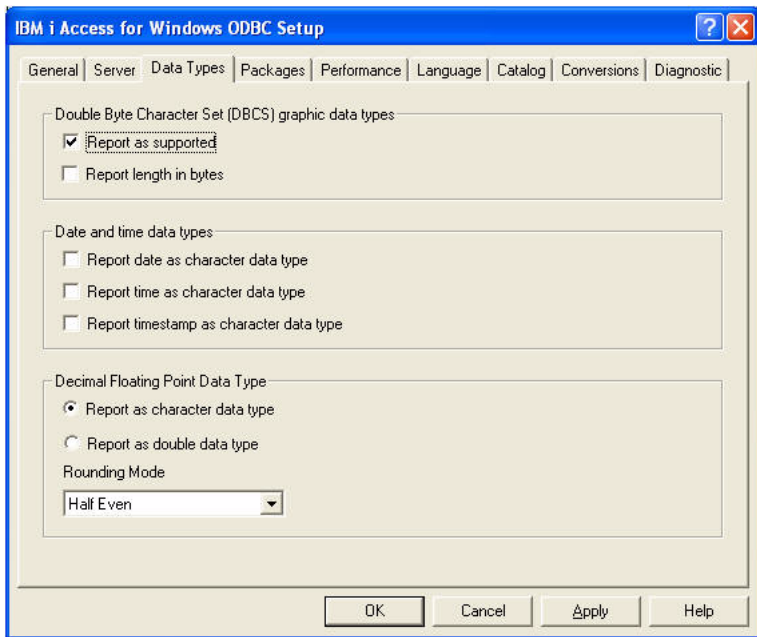 IBM i Access for Windows ODBC Setup
General Server Data Types Packages Performance Language Catalog Conversions Diagnostic
Double Byte Character Set (DBCS) graphic data types
Report as supported
Report length in bytes
Date and time data types
Report date as character data type
Report time as character data type
Report timestamp as character data type
Decimal Floating Point Data Type
Report as character data type
Report as double data type
Rounding Mode
Half Even
OK Cancel Apply Help